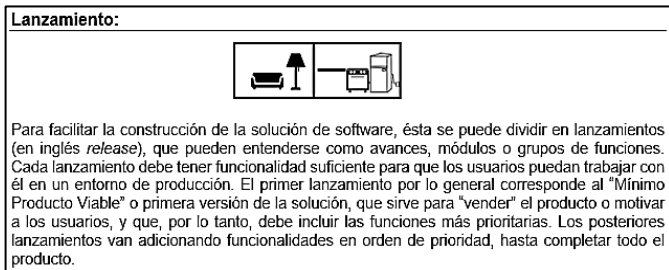 Lanzamiento:
Para facilitar la construcción de la solución de software, ésta se puede dividir en lanzamientos
(en inglés release), que pueden entenderse como avances, módulos o grupos de funciones.
Cada lanzamiento debe tener funcionalidad suficiente para que los usuarios puedan trabajar con
él en un entorno de producción. El primer lanzamiento por lo general corresponde al “Mínimo
Producto Viable” o primera versión de la solución, que sirve para “vender” el producto o motivar
a los usuarios, y que, por lo tanto, debe incluir las funciones más prioritarias. Los posteriores
lanzamientos van adicionando funcionalidades en orden de prioridad, hasta completar todo el
producto.